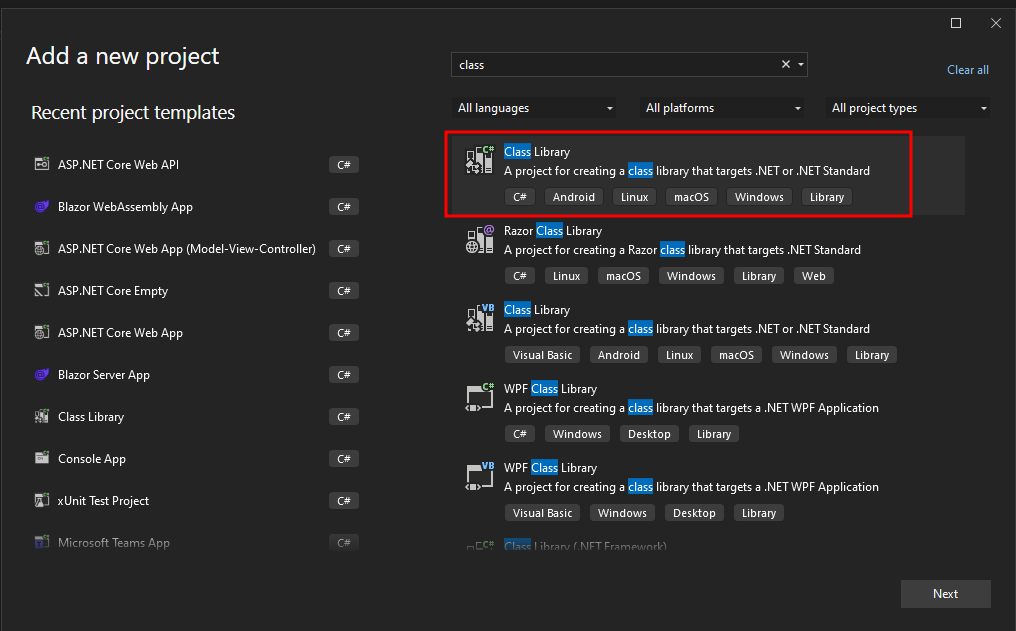 Add a new project
class
Clear all
Recent project templates
All languages
All platforms
All project types
ASP.NET Core Web API C#
Blazor WebAssembly App C#
ASP.NET Core Web App (Model-View-Controller) C#
ASP.NET Core Empty C#
ASP.NET Core Web App C#
Blazor Server App C#
Class Library C#
Console App C#
xUnit Test Project C#
Microsoft Teams App C#
C#
Class Library
A project for creating a class library that targets .NET or .NET Standard
C# Android Linux macOS Windows Library
@
Razor Class Library
A project for creating a Razor class library that targets .NET Standard
C# Linux macOS Windows Library Web
VB
Class Library
A project for creating a class library that targets .NET or .NET Standard
Visual Basic Android Linux macOS Windows Library
C#
WPF Class Library
A project for creating a class library that targets a .NET WPF Application
C# Windows Desktop Library
VB
WPF Class Library
A project for creating a class library that targets a .NET WPF Application
Visual Basic Windows Desktop Library
C#
Class Library (.NET Framework)
Next